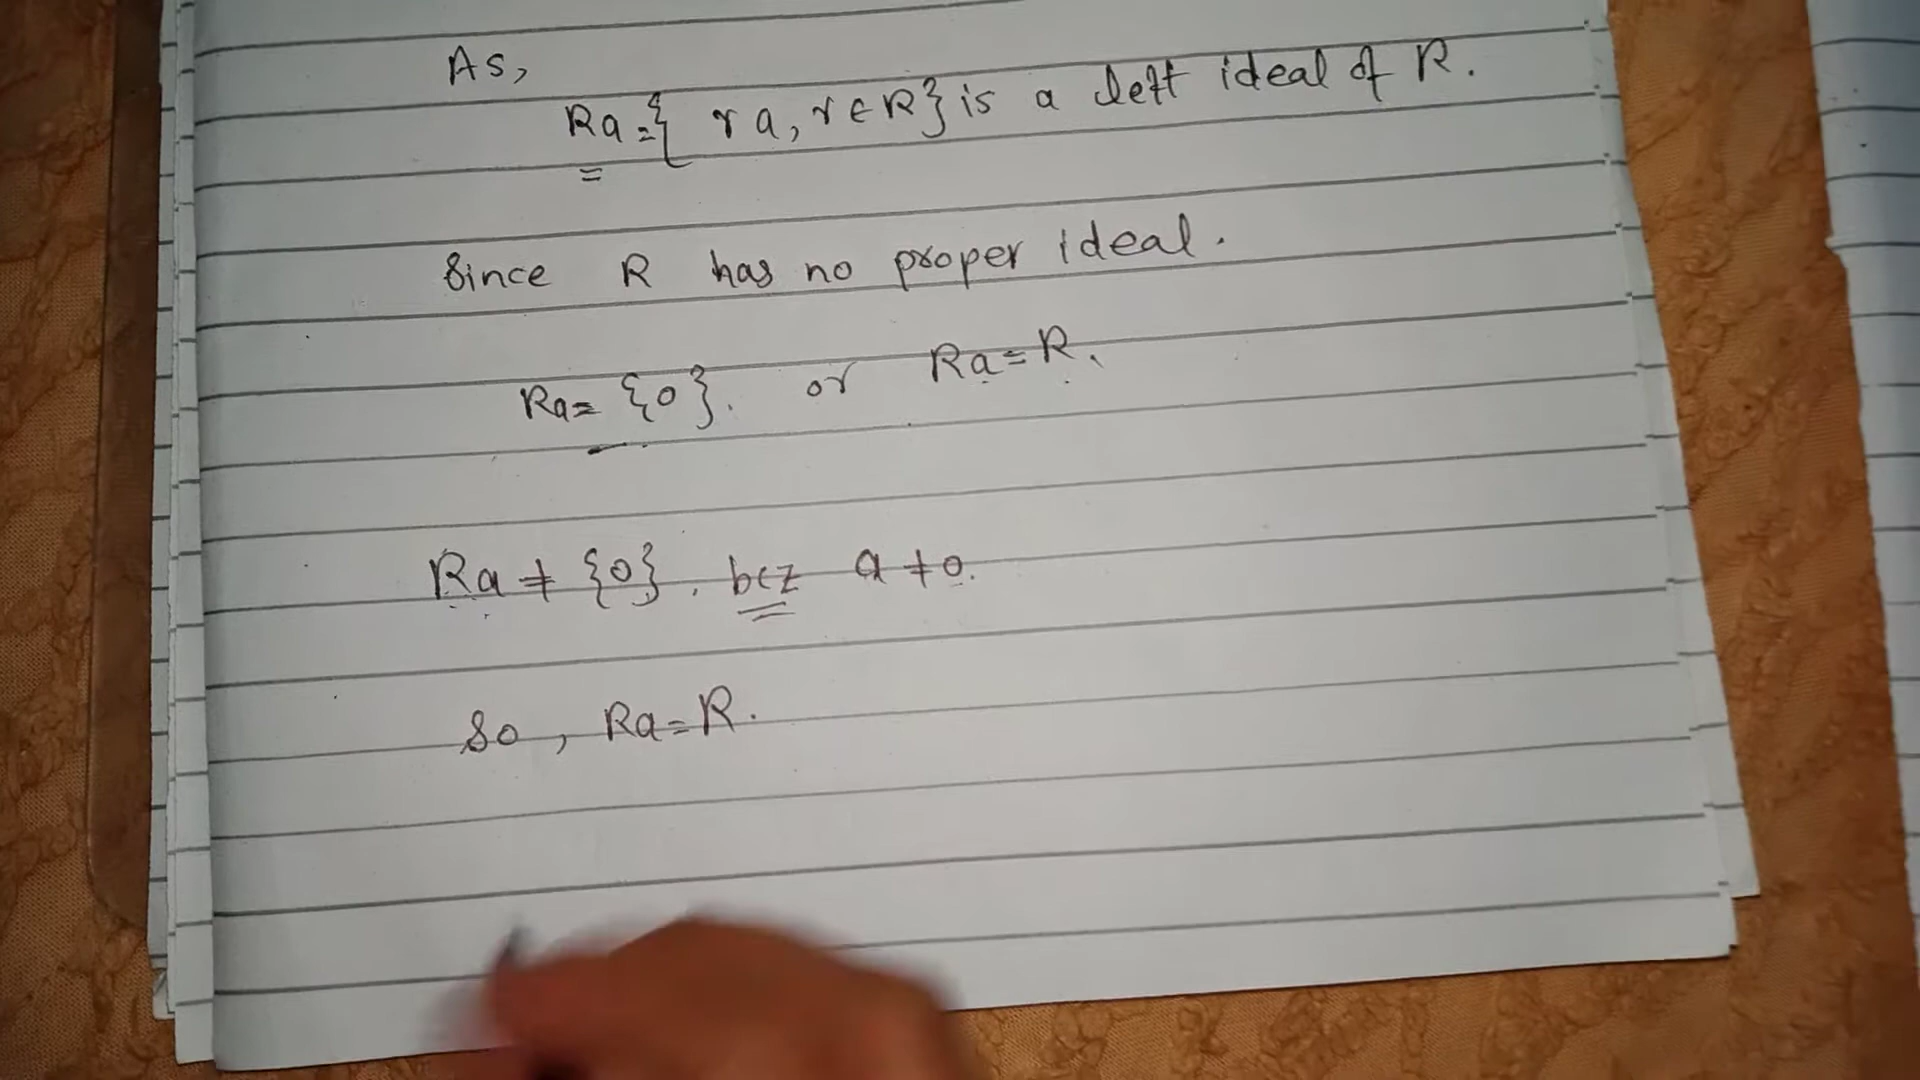 As,
Ra = { ra, r ∈ R } is a left ideal of R.
Since R has no proper ideal.
Ra = {0}. or Ra = R.
Ra ≠ {0}. bcz a ≠ 0.
So, Ra = R.